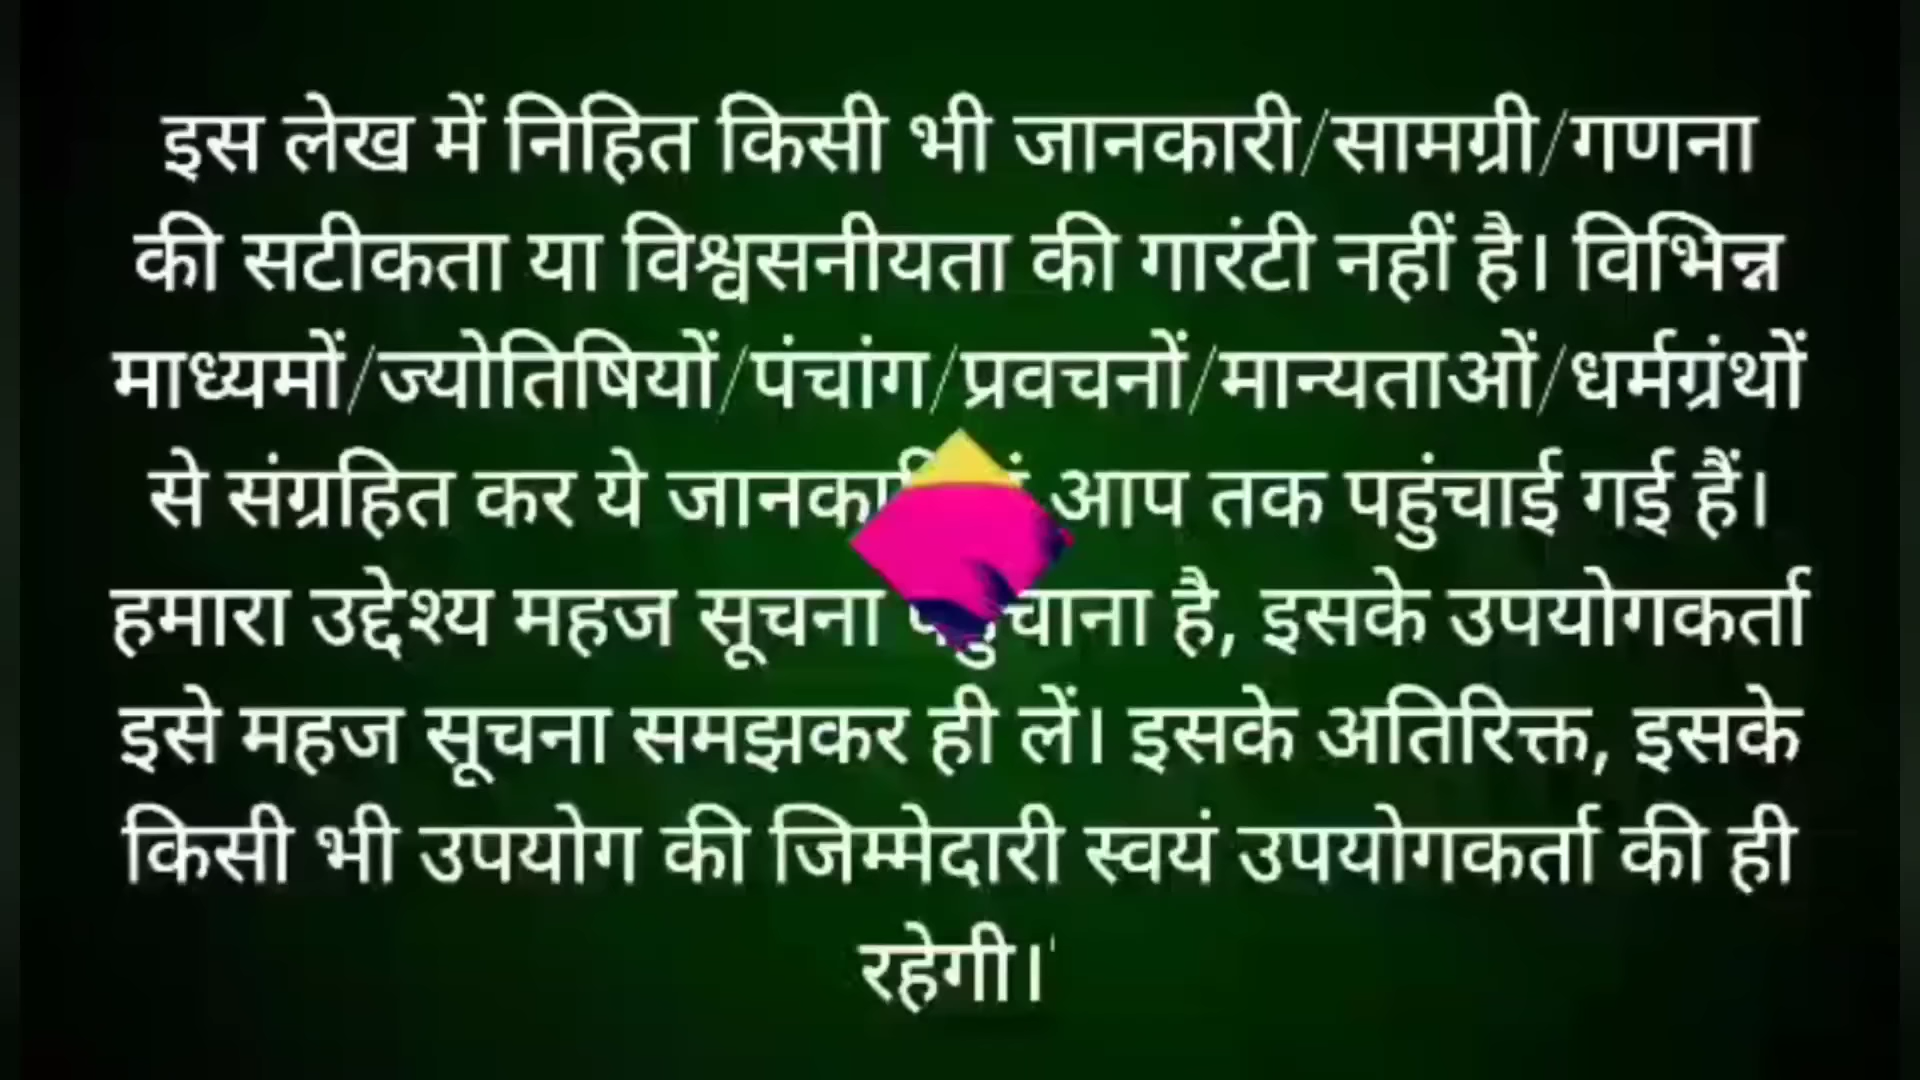 इस लेख में निहित किसी भी जानकारी/सामग्री/गणना
की सटीकता या विश्वसनीयता की गारंटी नहीं है। विभिन्न
माध्यमों/ज्योतिषियों/पंचांग/प्रवचनों/मान्यताओं/धर्मग्रंथों
से संग्रहित कर ये आप तक पहुंचाई गई हैं।
हमारा उद्देश्य महज सूचना है, इसके उपयोगकर्ता
इसे महज सूचना समझकर ही लें। इसके अतिरिक्त, इसके
किसी भी उपयोग की जिम्मेदारी स्वयं उपयोगकर्ता की ही
रहेगी।'